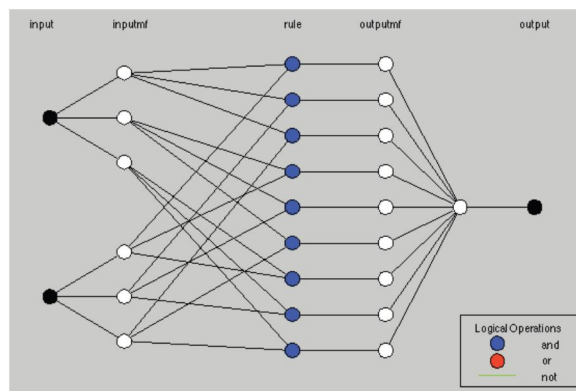 input inputmf rule outputmf output
Logical Operations
and
or
not